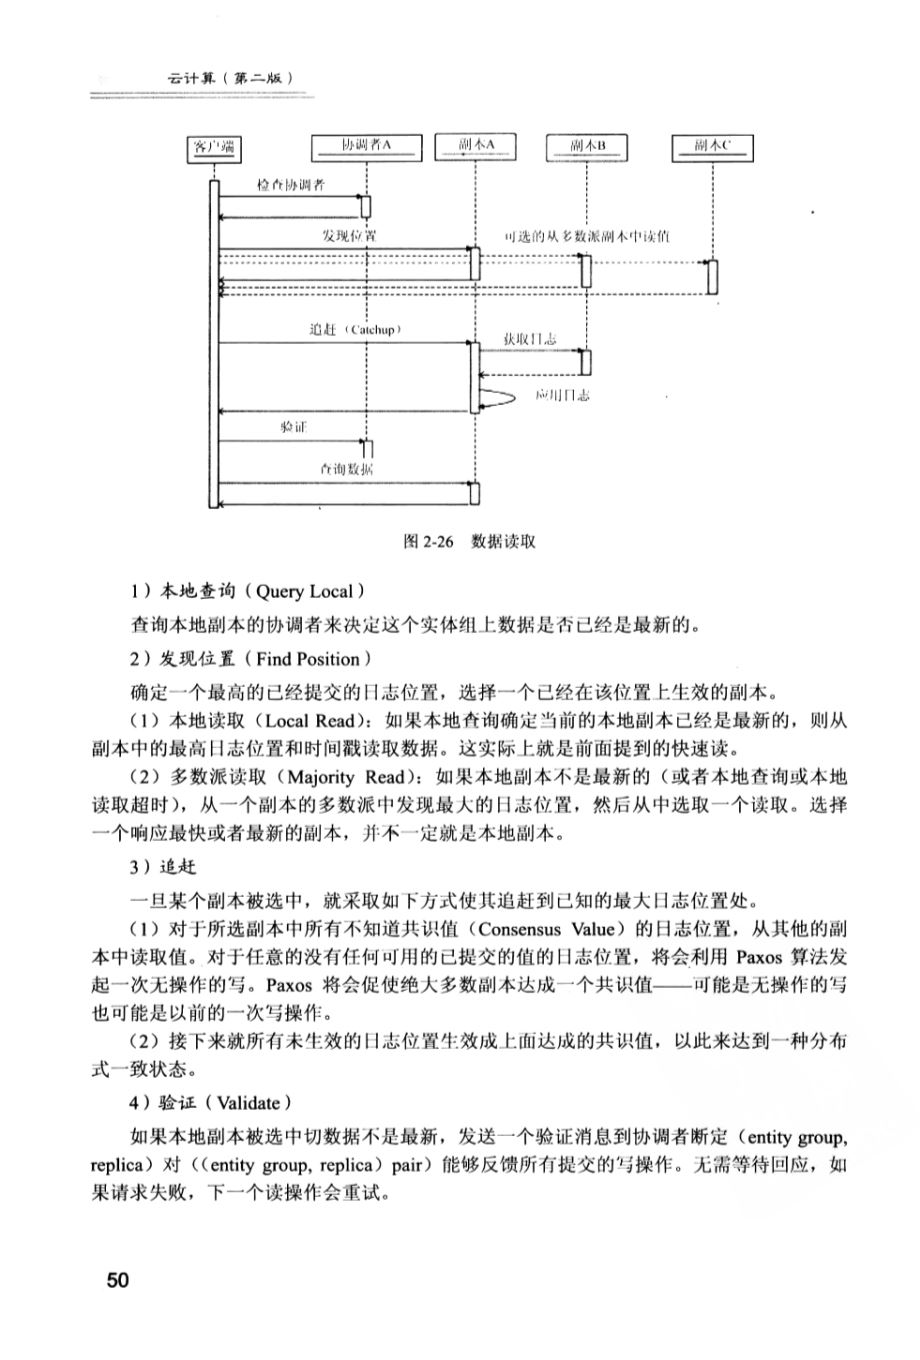 云计算（第二版）
客户端 协调者A 副本A 副本B 副本C
检查协调者
发现位置 可选的从多数派副本中读值
追赶（Catchup） 获取日志
应用日志
验证
查询数据
图 2-26 数据读取
1）本地查询（Query Local）
查询本地副本的协调者来决定这个实体组上数据是否已经是最新的。
2）发现位置（Find Position）
确定一个最高的已经提交的日志位置，选择一个已经在该位置上生效的副本。
（1）本地读取（Local Read）：如果本地查询确定当前的本地副本已经是最新的，则从
副本中的最高日志位置和时间戳读取数据。这实际上就是前面提到的快速读。
（2）多数派读取（Majority Read）：如果本地副本不是最新的（或者本地查询或本地
读取超时），从一个副本的多数派中发现最大的日志位置，然后从中选取一个读取。选择
一个响应最快或者最新的副本，并不一定就是本地副本。
3）追赶
一旦某个副本被选中，就采取如下方式使其追赶到已知的最大日志位置处。
（1）对于所选副本中所有不知道共识值（Consensus Value）的日志位置，从其他的副
本中读取值。对于任意的没有任何可用的已提交的值的日志位置，将会利用 Paxos 算法发
起一次无操作的写。Paxos 将会促使绝大多数副本达成一个共识值——可能是无操作的写
也可能是以前的一次写操作。
（2）接下来就所有未生效的日志位置生效成上面达成的共识值，以此来达到一种分布
式一致状态。
4）验证（Validate）
如果本地副本被选中切数据不是最新，发送一个验证消息到协调者断定（entity group,
replica）对（（entity group, replica）pair）能够反馈所有提交的写操作。无需等待回应，如
果请求失败，下一个读操作会重试。
50